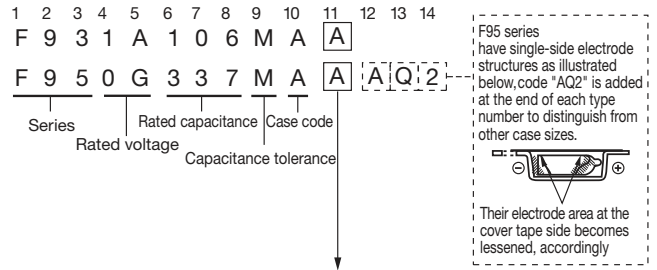 1 2 3 4 5 6 7 8 9 10 11 12 13 14
F 9 3 1 A 1 0 6 M A A
F 9 5 0 G 3 3 7 M A A A Q 2
Series
Rated voltage
Rated capacitance
Capacitance tolerance
Case code
F95 series
have single-side electrode
structures as illustrated
below,code "AQ2" is added
at the end of each type
number to distinguish from
other case sizes.
⊖ ⊕
Their electrode area at the
cover tape side becomes
lessened, accordingly